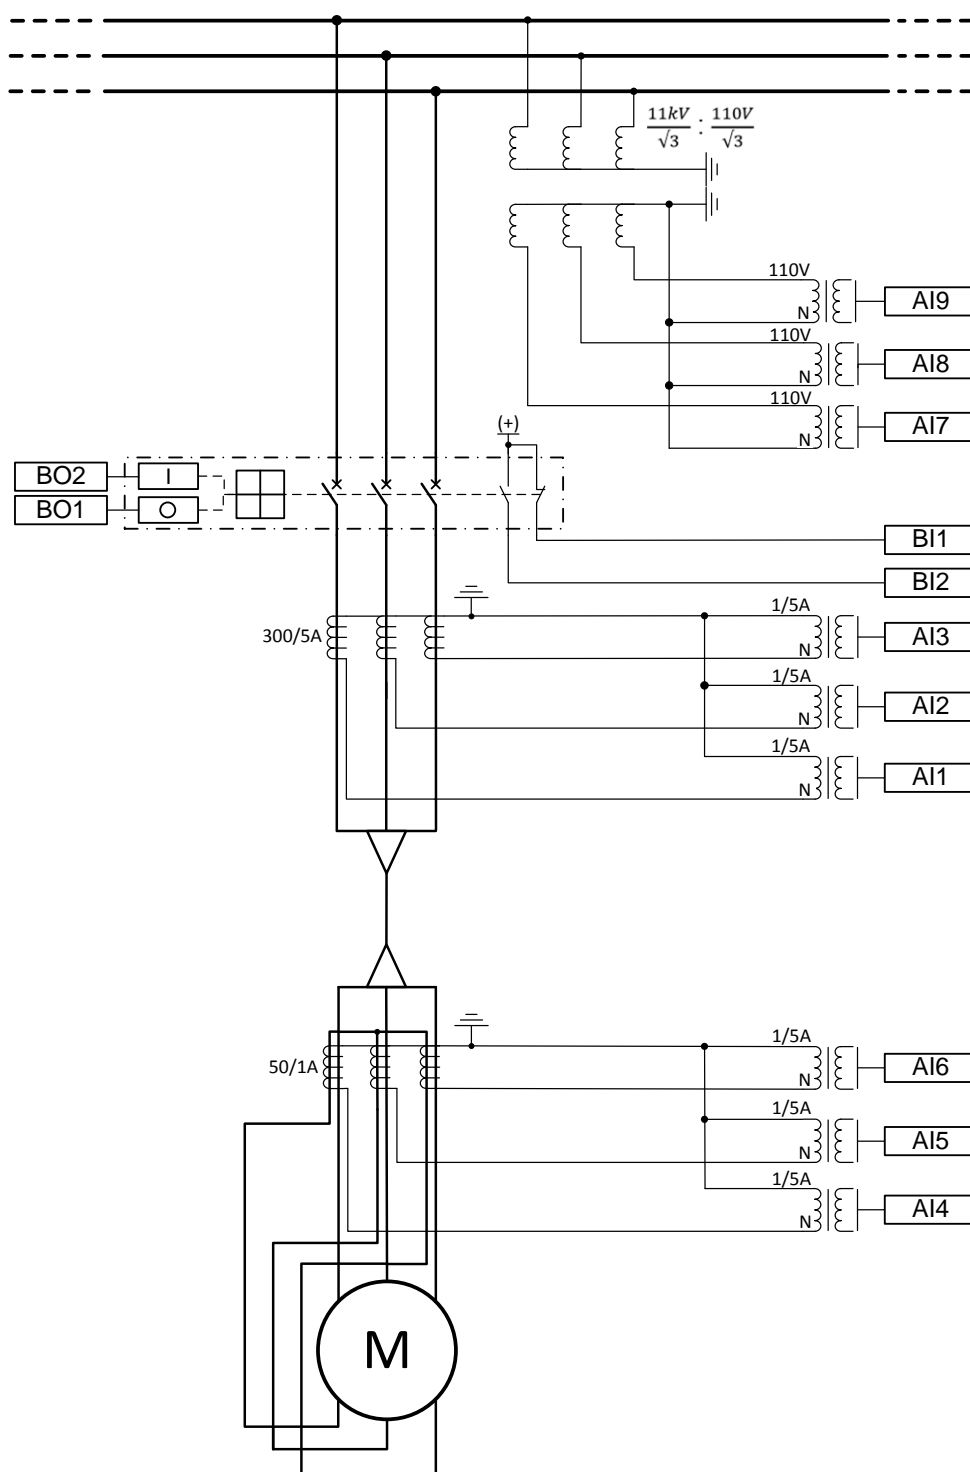 11kV/√3 : 110V/√3
110V
N
AI9
110V
N
AI8
110V
N
AI7
(+)
BO2
I
BO1
O
BI1
BI2
300/5A
1/5A
N
AI3
1/5A
N
AI2
1/5A
N
AI1
50/1A
1/5A
N
AI6
1/5A
N
AI5
1/5A
N
AI4
M